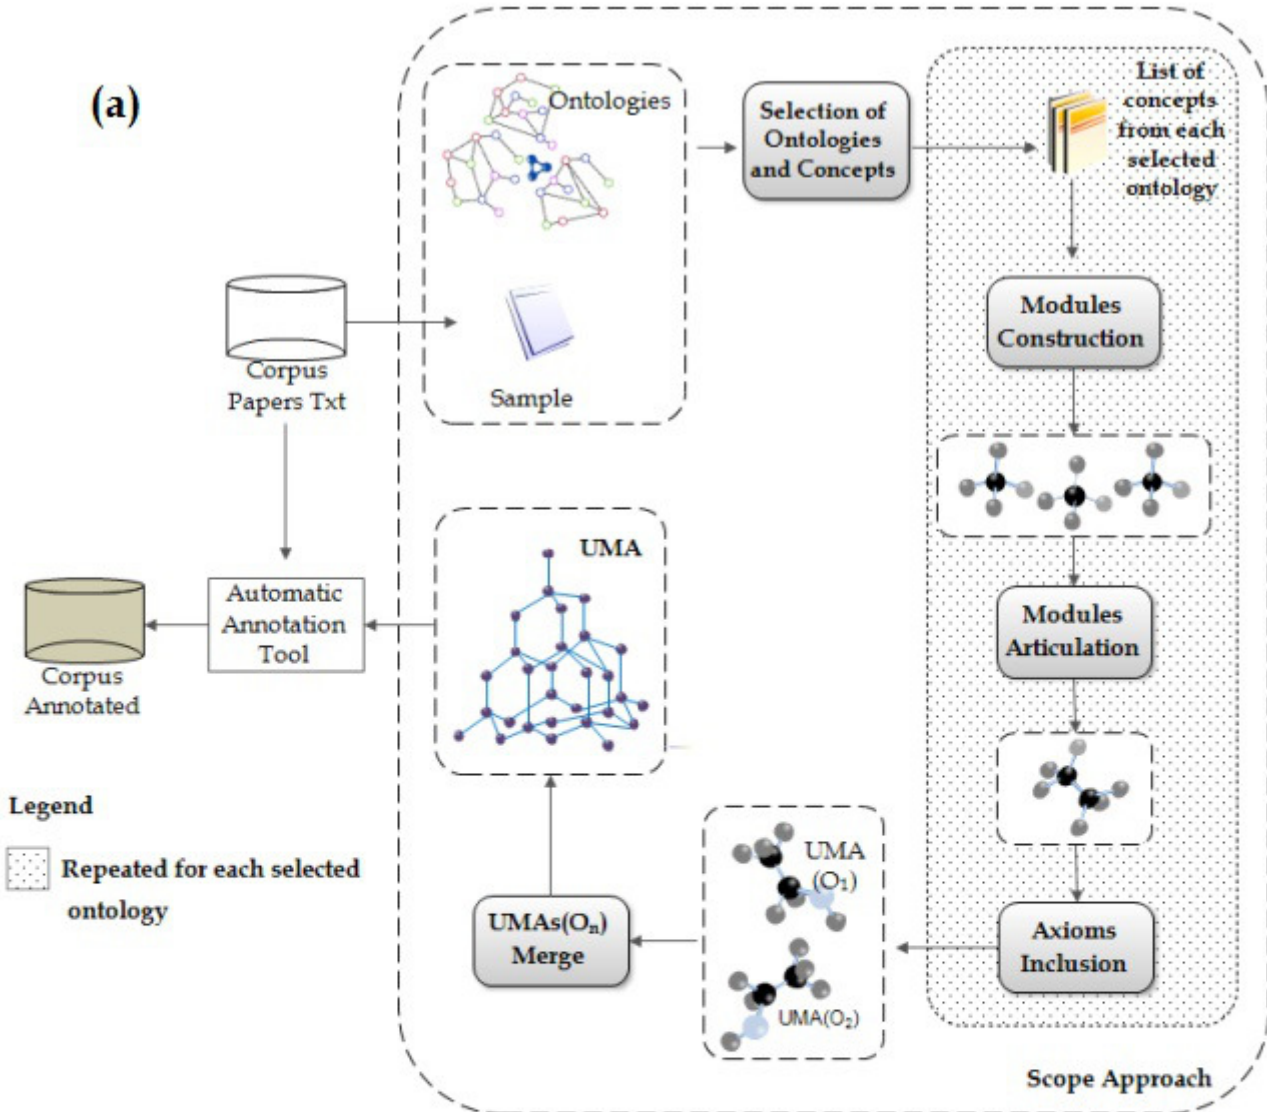 (a)
Ontologies
Sample
Selection of
Ontologies
and Concepts
List of
concepts
from each
selected
ontology
Corpus
Papers Txt
Modules
Construction
Modules
Articulation
Axioms
Inclusion
UMA
(O₁)
UMA(O₂)
UMAs(Oₙ)
Merge
UMA
Automatic
Annotation
Tool
Corpus
Annotated
Legend
Repeated for each selected
ontology
Scope Approach